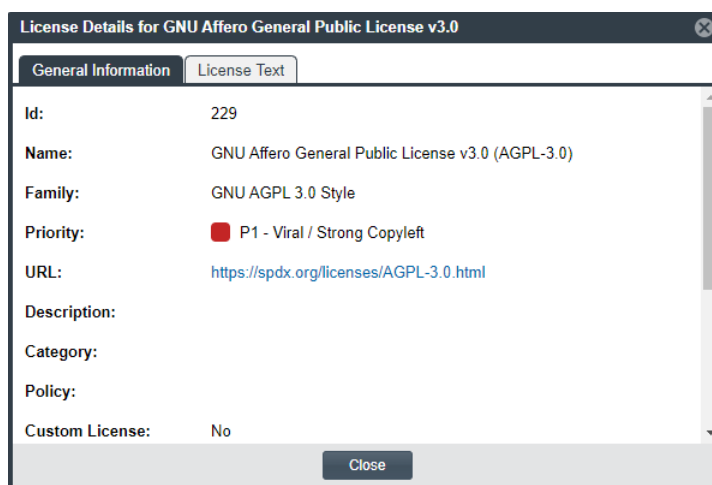 License Details for GNU Affero General Public License v3.0
General Information License Text
Id: 229
Name: GNU Affero General Public License v3.0 (AGPL-3.0)
Family: GNU AGPL 3.0 Style
Priority: P1 - Viral / Strong Copyleft
URL: https://spdx.org/licenses/AGPL-3.0.html
Description:
Category:
Policy:
Custom License: No
Close